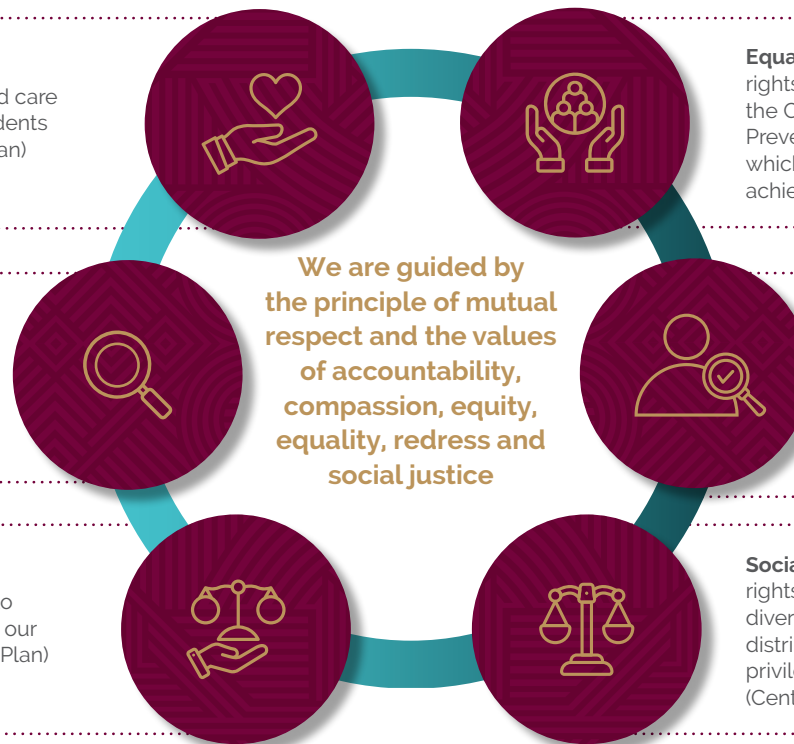 d care
dents
an)
Equa
rights
the C
Preve
which
achie
We are guided by
the principle of mutual
respect and the values
of accountability,
compassion, equity,
equality, redress and
social justice
o
our
Plan)
Socia
rights
diver
distri
privile
(Cent